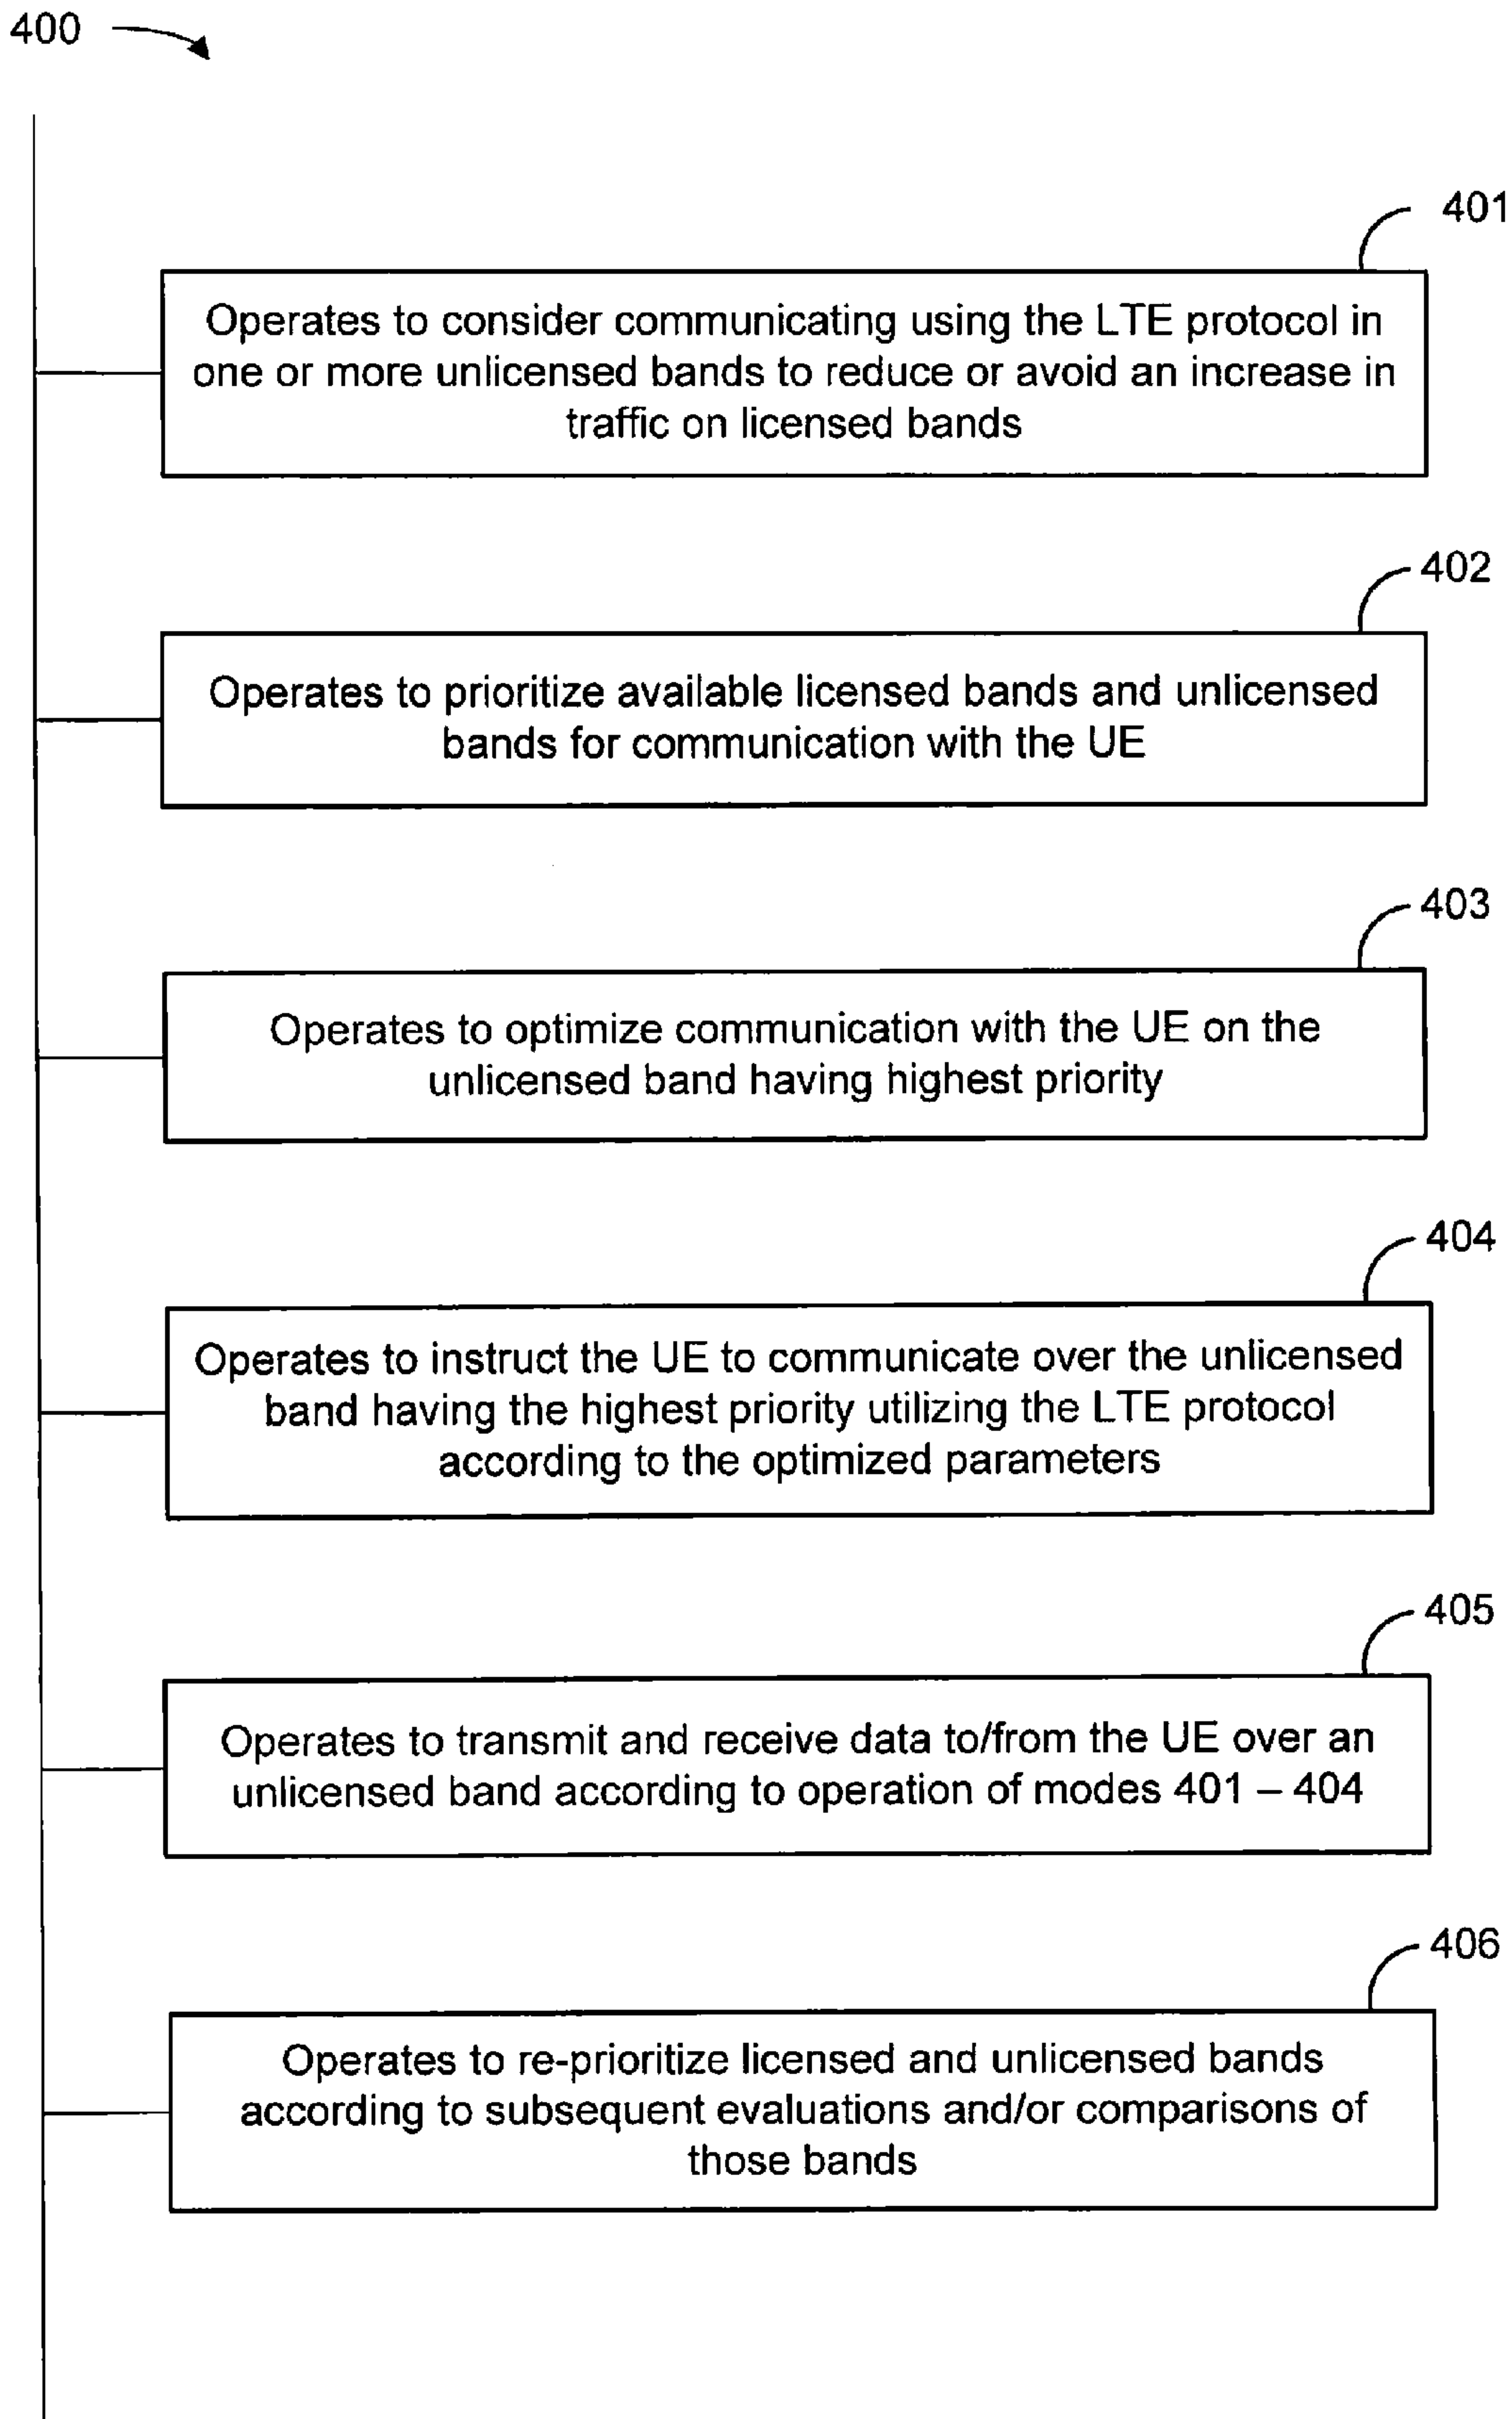 400
401
Operates to consider communicating using the LTE protocol in
one or more unlicensed bands to reduce or avoid an increase in
traffic on licensed bands
402
Operates to prioritize available licensed bands and unlicensed
bands for communication with the UE
403
Operates to optimize communication with the UE on the
unlicensed band having highest priority
404
Operates to instruct the UE to communicate over the unlicensed
band having the highest priority utilizing the LTE protocol
according to the optimized parameters
405
Operates to transmit and receive data to/from the UE over an
unlicensed band according to operation of modes 401 – 404
406
Operates to re-prioritize licensed and unlicensed bands
according to subsequent evaluations and/or comparisons of
those bands